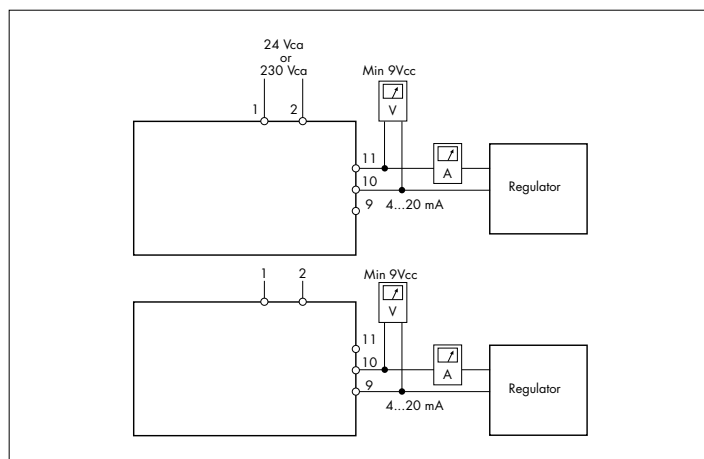 24 Vca
or
230 Vca
1 2
Min 9Vcc
V
11
A
10
Regulator
9
4...20 mA
1 2
Min 9Vcc
V
11
10
A
9
Regulator
4...20 mA